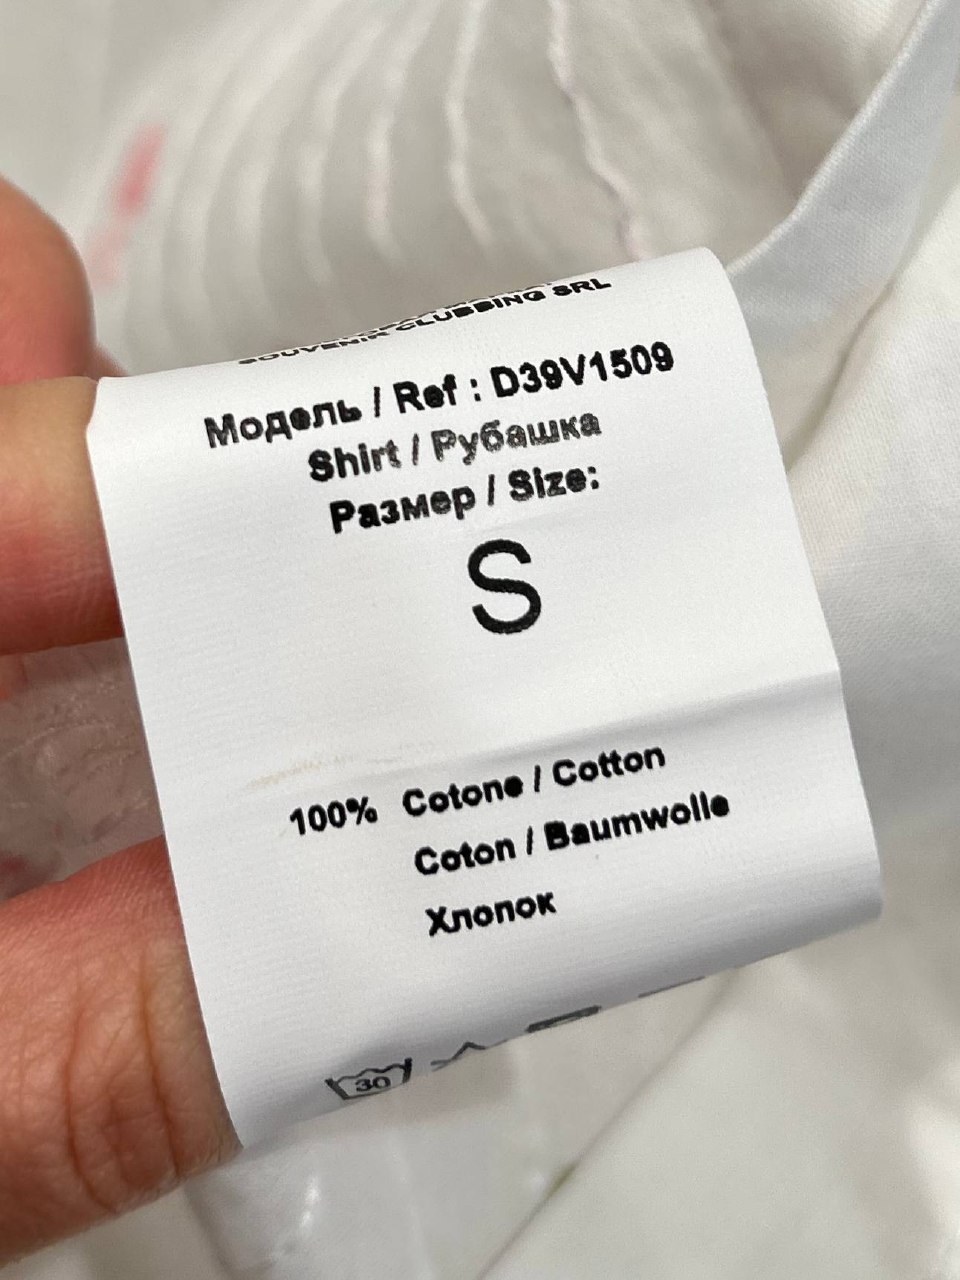 SOUVENIR CLUBBING SRL
Модель / Ref : D39V1509
Shirt / Рубашка
Размер / Size:
S
100% Cotone / Cotton
Coton / Baumwolle
Хлопок
30